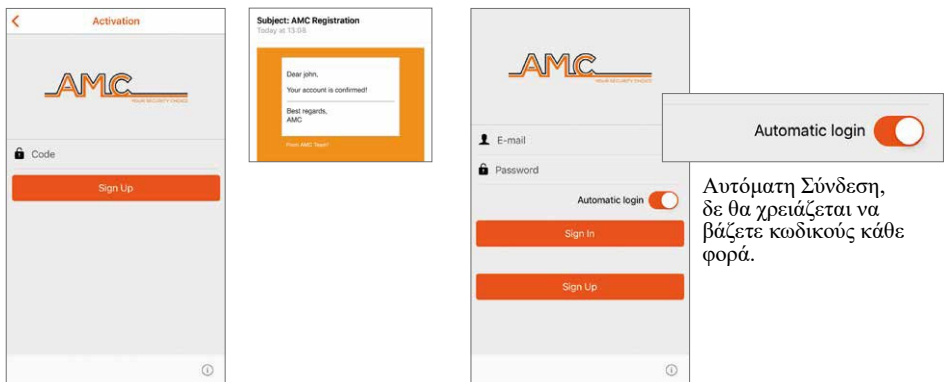 Activation
AMC
YOUR SECURITY CHOICE
Code
Sign Up
Subject: AMC Registration
Today at 13:08
Dear john,
Your account is confirmed!
Best regards,
AMC
From AMC Team!
AMC
YOUR SECURITY CHOICE
E-mail
Password
Automatic login
Sign In
Sign Up
Automatic login
Αυτόματη Σύνδεση,
δε θα χρειάζεται να
βάζετε κωδικούς κάθε
φορά.